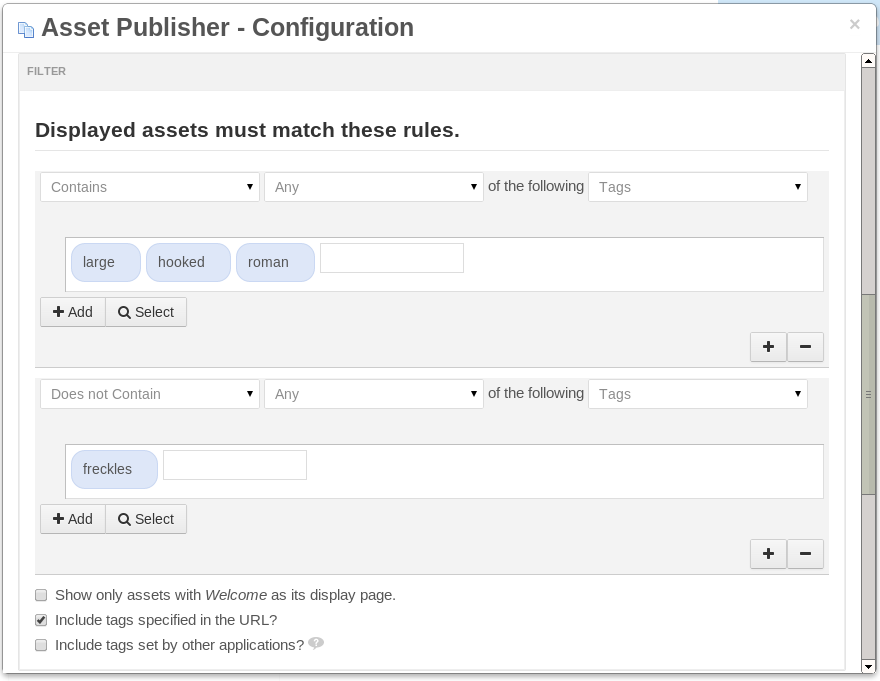 Asset Publisher - Configuration ×
FILTER
Displayed assets must match these rules.
Contains Any of the following Tags
large hooked roman
Add Select
Does not Contain Any of the following Tags
freckles
Add Select
Show only assets with Welcome as its display page.
Include tags specified in the URL?
Include tags set by other applications? ?